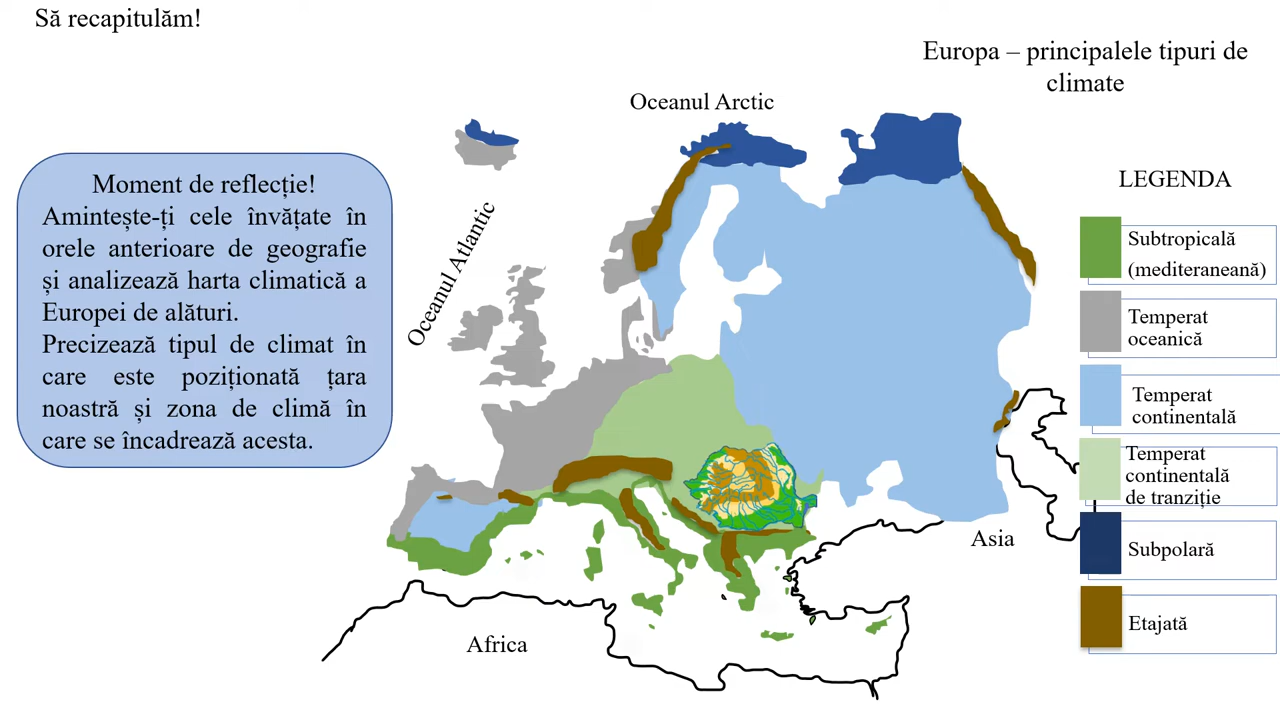 Să recapitulăm!
Europa – principalele tipuri de
climate
Oceanul Arctic
Moment de reflecție!
Amintește-ți cele învățate în
orele anterioare de geografie
și analizează harta climatică a
Europei de alături.
Precizează tipul de climat în
care este poziționată țara
noastră și zona de climă în
care se încadrează acesta.
Oceanul Atlantic
Asia
Africa
LEGENDA
Subtropicală
(mediteraneană)
Temperat
oceanică
Temperat
continentală
Temperat
continentală
de tranziție
Subpolară
Etajată